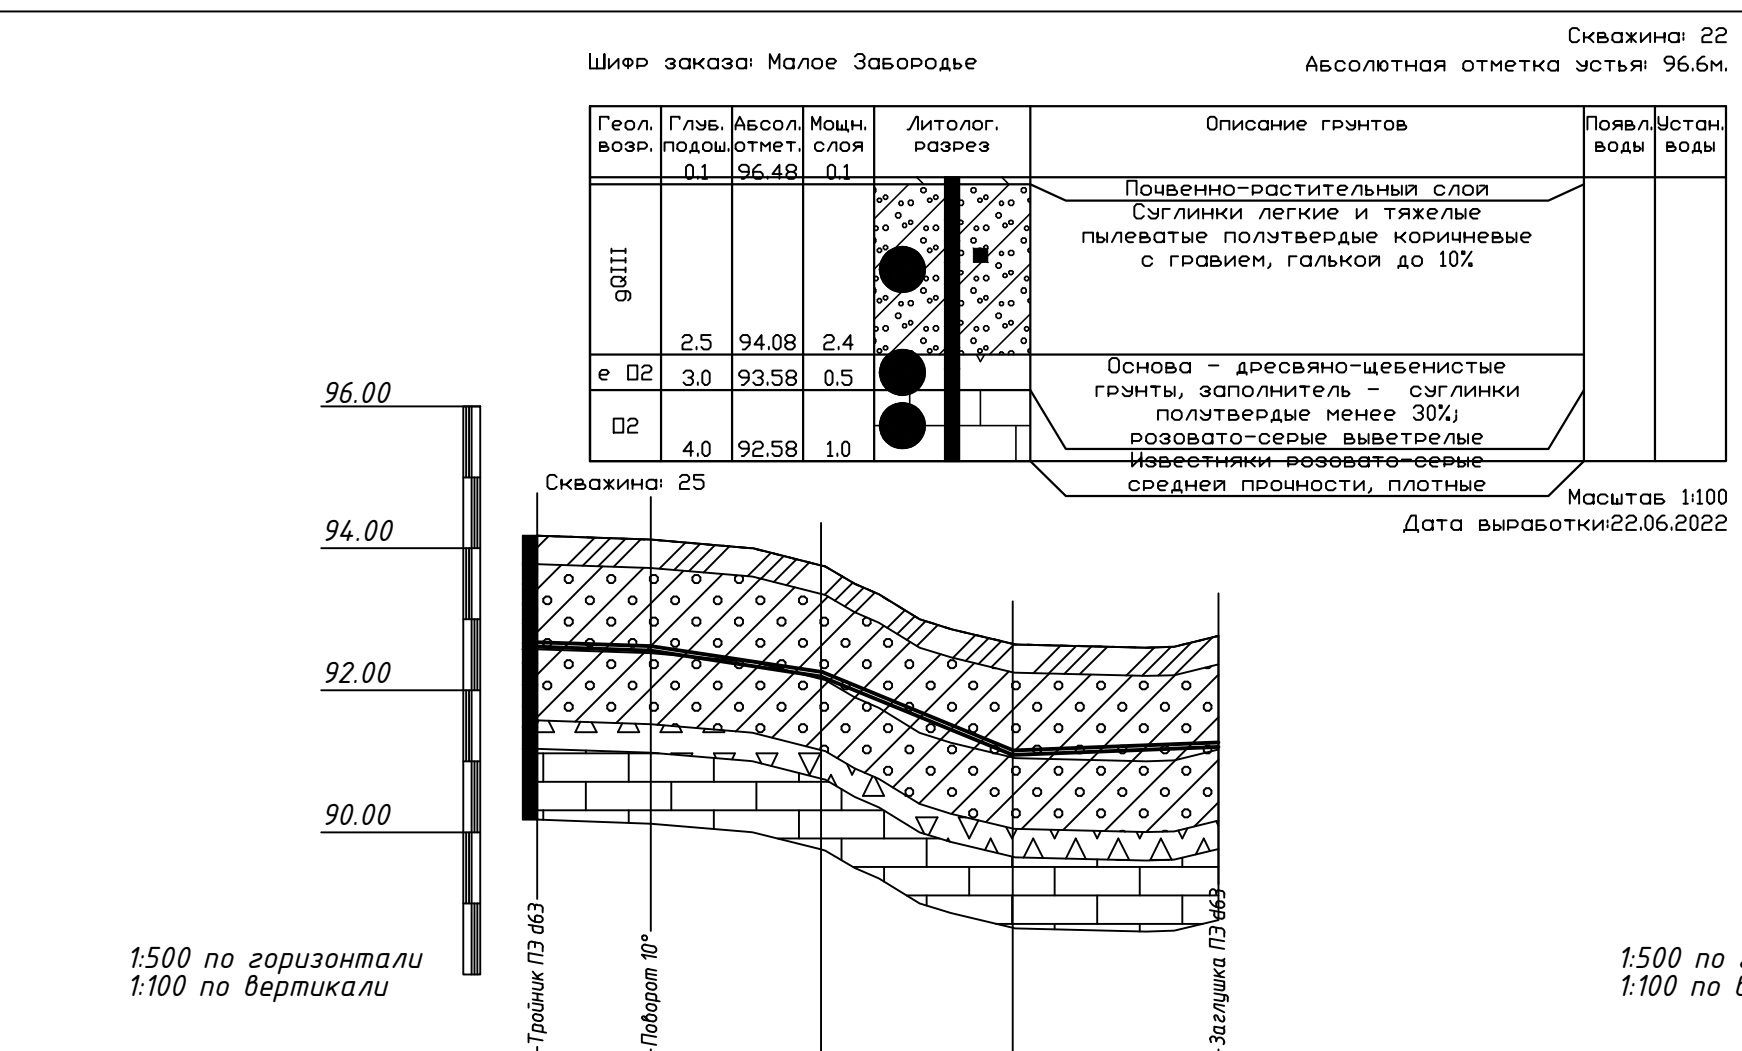 Скважина: 22
Шифр заказа: Малое Забородье
Абсолютная отметка устья: 96.6м.
Геол. возр.
Глуб. подош.
Абсол. отмет.
Мощн. слоя
Литолог. разрез
Описание грунтов
Появл. воды
Устан. воды
0.1 96.48 0.1
Почвенно-растительный слой
Суглинки легкие и тяжелые
пылеватые полутвердые коричневые
с гравием, галькой до 10%
gQIII
2.5 94.08 2.4
Основа - дресвяно-щебенистые
e D2 3.0 93.58 0.5
грунты, заполнитель - суглинки
полутвердые менее 30%;
D2
розовато-серые выветрелые
4.0 92.58 1.0
Известняки розовато-серые
средней прочности, плотные
Масштаб 1:100
Дата выработки:22.06.2022
Скважина: 25
96.00
94.00
92.00
90.00
1:500 по горизонтали
1:100 по вертикали
Тройник ПЭ d63
Поворот 10°
Заглушка ПЭ d63
1:500 по
1:100 по